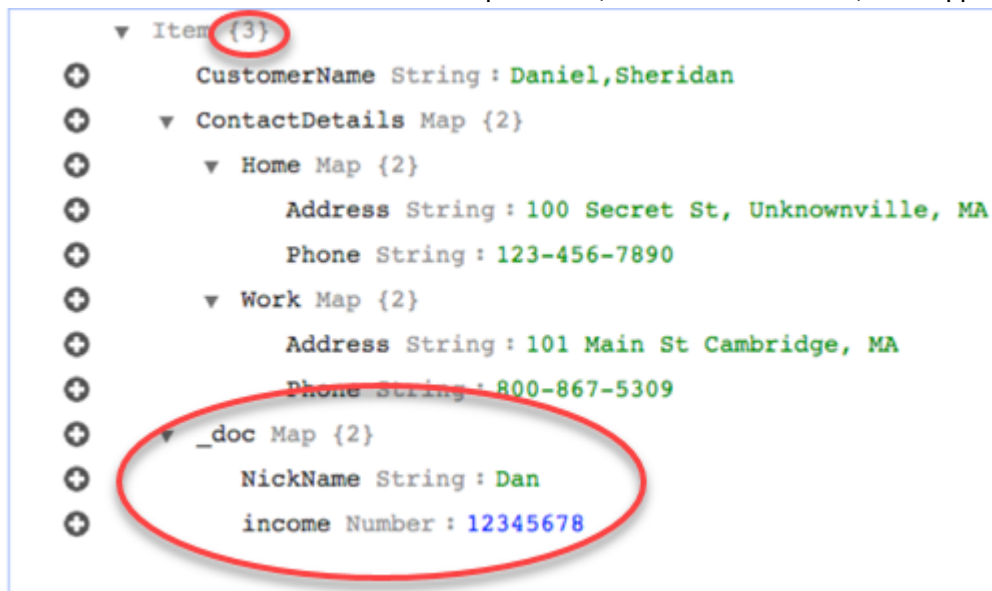 Item {3}
CustomerName String : Daniel,Sheridan
ContactDetails Map {2}
Home Map {2}
Address String : 100 Secret St, Unknownville, MA
Phone String : 123-456-7890
Work Map {2}
Address String : 101 Main St Cambridge, MA
Phone String : 800-867-5309
_doc Map {2}
NickName String : Dan
income Number : 12345678